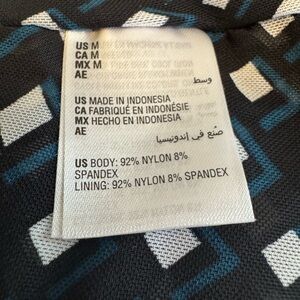 US M
CA M
MX M
AE
وسط
US MADE IN INDONESIA
CA FABRIQUÉ EN INDONÉSIE
MX HECHO EN INDONESIA
AE
صنع في إندونيسيا
US BODY: 92% NYLON 8%
SPANDEX
LINING: 92% NYLON 8% SPANDEX